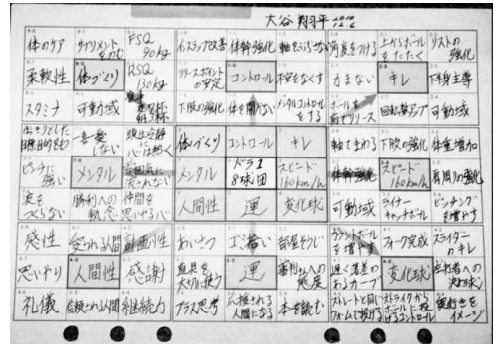 大谷 翔平
体のケア
サプリメントをのむ
FSQ 90kg
インステップ改善
体幹強化
軸をぶらさない
角度をつける
上からボールをたたく
リストの強化
柔軟性
体づくり
RSQ 130kg
リリースポイントの安定
コントロール
不安をなくす
力まない
キレ
下半身主導
スタミナ
可動域
下肢の強化
体を開かない
メンタルコントロールをする
ボールを前でリリース
回転数アップ
可動域
はっきりとした目標、目的をもつ
一喜一憂しない
頭は冷静に心は熱く
体づくり
コントロール
キレ
軸でまわる
下肢の強化
体重増加
ピンチに強い
メンタル
雰囲気に流されない
メンタル
ドラ1 8球団
スピード 160km/h
体幹強化
スピード 160km/h
肩周りの強化
波をつくらない
勝利への執念
仲間を思いやる心
人間性
運
変化球
可動域
ライナーキャッチボール
ピッチングを増やす
感性
愛される人間
計画性
あいさつ
ゴミ拾い
部屋そうじ
カウントボールを増やす
フォーク完成
スライダーのキレ
思いやり
人間性
感謝
道具を大切に使う
運
審判さんへの態度
遅く落差のあるカーブ
変化球
左打者への決め球
礼儀
信頼される人間
継続力
プラス思考
応援される人間になる
本を読む
ストレートと同じフォームで投げる
ストライクからボールに投げるコントロール
奥行きをイメージ